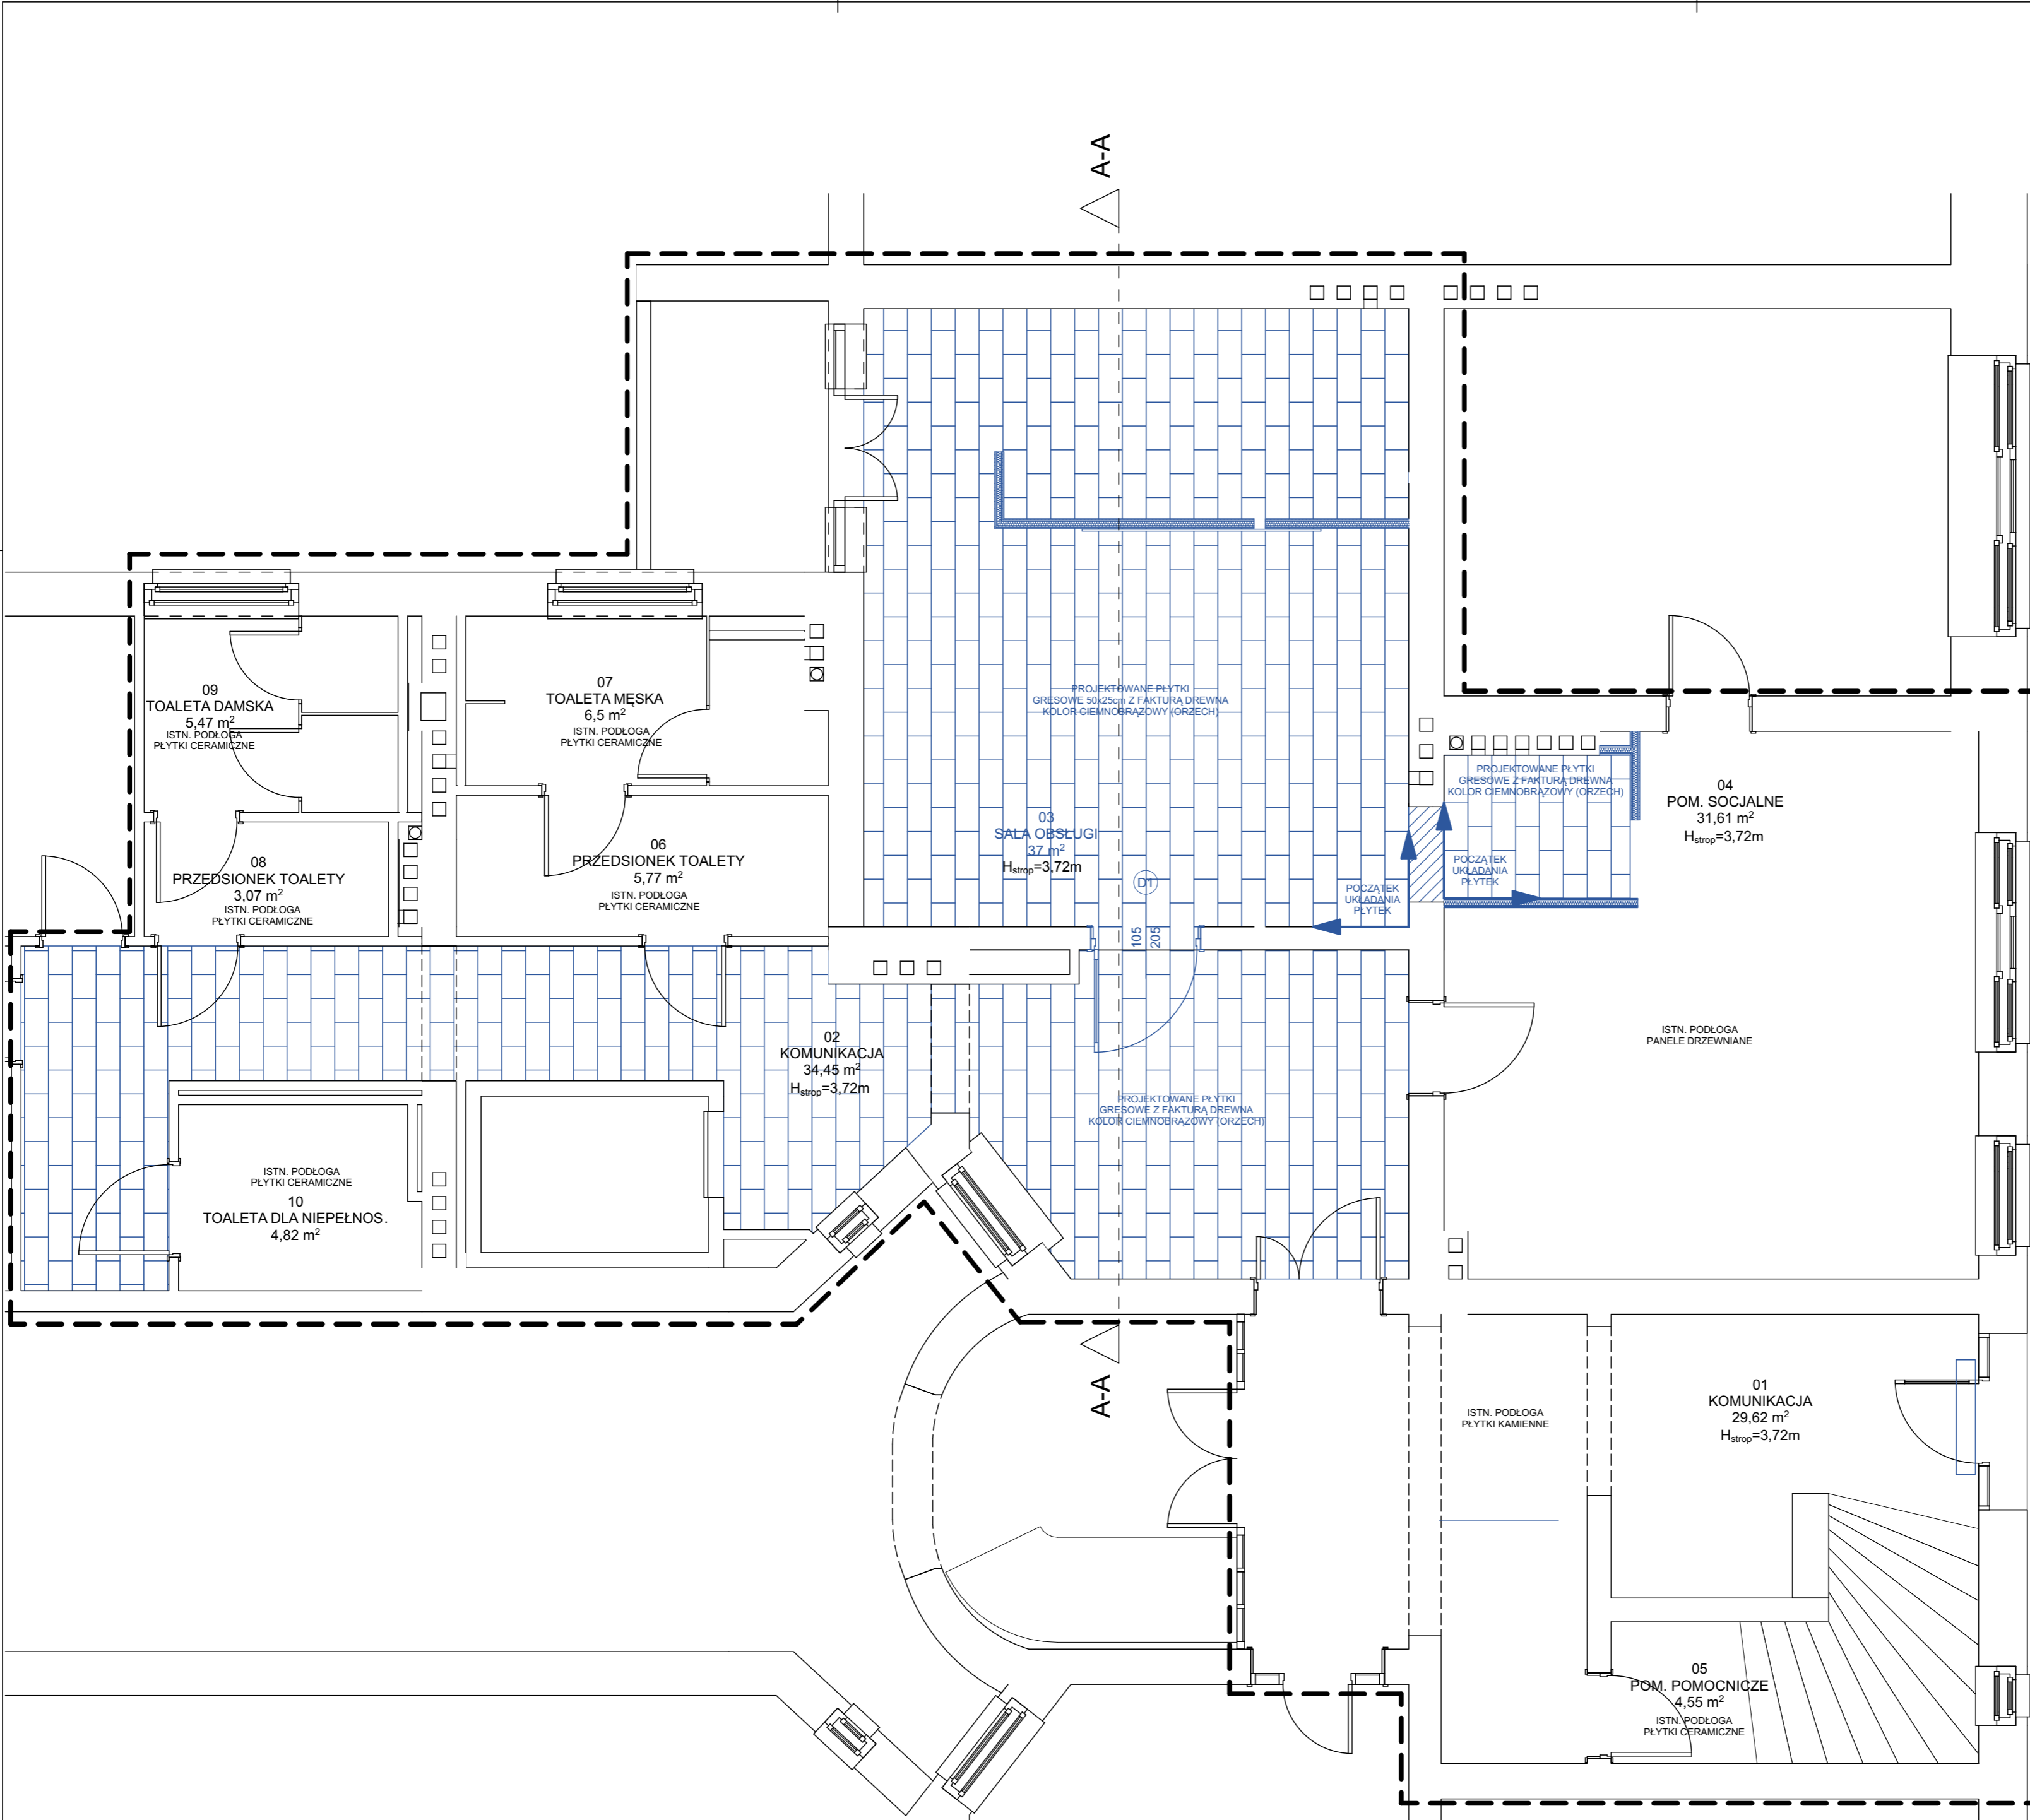 A-A
09
TOALETA DAMSKA
5,47 m²
ISTN. PODŁOGA
PŁYTKI CERAMICZNE
07
TOALETA MĘSKA
6,5 m²
ISTN. PODŁOGA
PŁYTKI CERAMICZNE
PROJEKTOWANE PŁYTKI
GRESOWE 50x25cm Z FAKTURĄ DREWNA
KOLOR CIEMNOBRĄZOWY (ORZECH)
PROJEKTOWANE PŁYTKI
GRESOWE Z FAKTURĄ DREWNA
KOLOR CIEMNOBRĄZOWY (ORZECH)
04
POM. SOCJALNE
31,61 m²
Hstrop=3,72m
03
SALA OBSŁUGI
37 m²
Hstrop=3,72m
08
PRZEDSIONEK TOALETY
3,07 m²
ISTN. PODŁOGA
PŁYTKI CERAMICZNE
06
PRZEDSIONEK TOALETY
5,77 m²
ISTN. PODŁOGA
PŁYTKI CERAMICZNE
D1
105
205
POCZĄTEK
UKŁADANIA
PŁYTEK
POCZĄTEK
UKŁADANIA
PŁYTEK
02
KOMUNIKACJA
34,45 m²
Hstrop=3,72m
ISTN. PODŁOGA
PANELE DRZEWNIANE
PROJEKTOWANE PŁYTKI
GRESOWE Z FAKTURĄ DREWNA
KOLOR CIEMNOBRĄZOWY (ORZECH)
ISTN. PODŁOGA
PŁYTKI CERAMICZNE
10
TOALETA DLA NIEPEŁNOS.
4,82 m²
A-A
ISTN. PODŁOGA
PŁYTKI KAMIENNE
01
KOMUNIKACJA
29,62 m²
Hstrop=3,72m
05
POM. POMOCNICZE
4,55 m²
ISTN. PODŁOGA
PŁYTKI CERAMICZNE